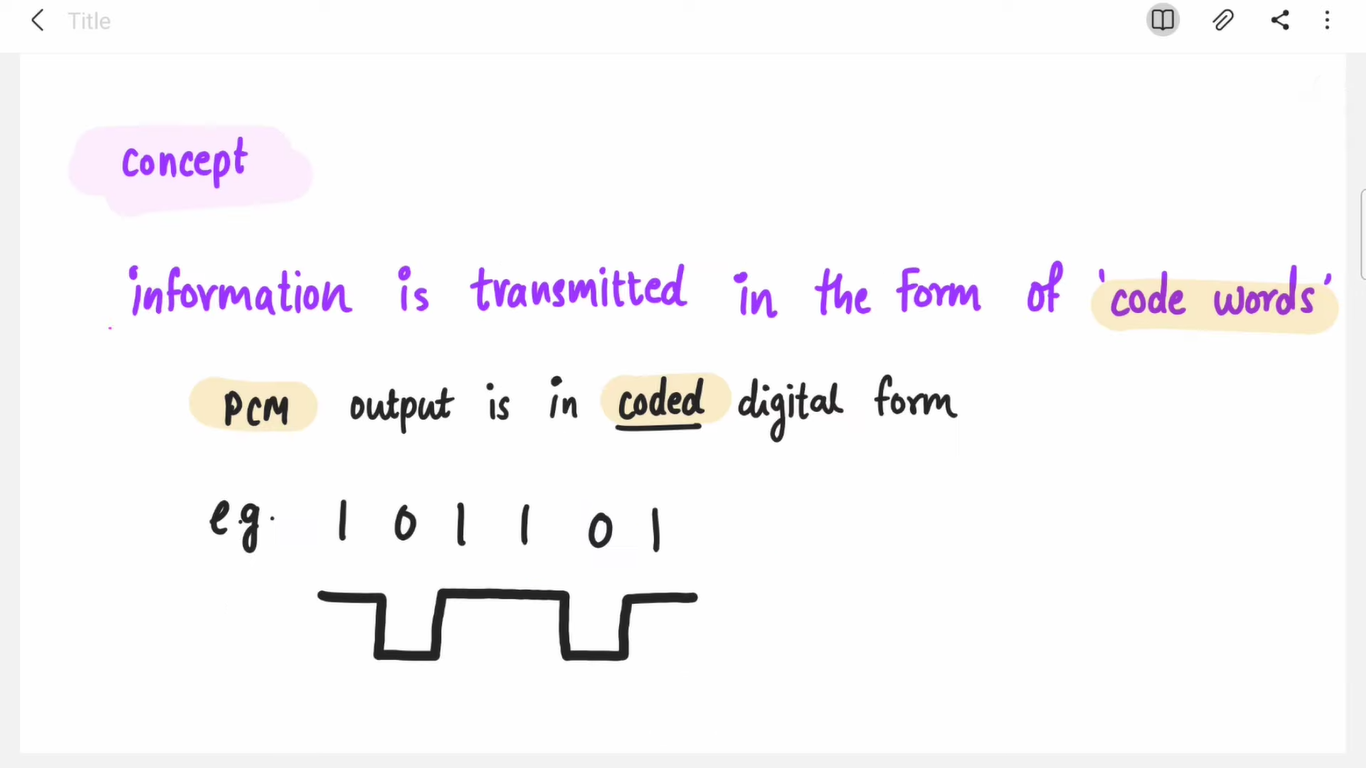 Title
Concept
information is transmitted in the form of 'code words'
PCM output is in coded digital form
e.g. 1 0 1 1 0 1